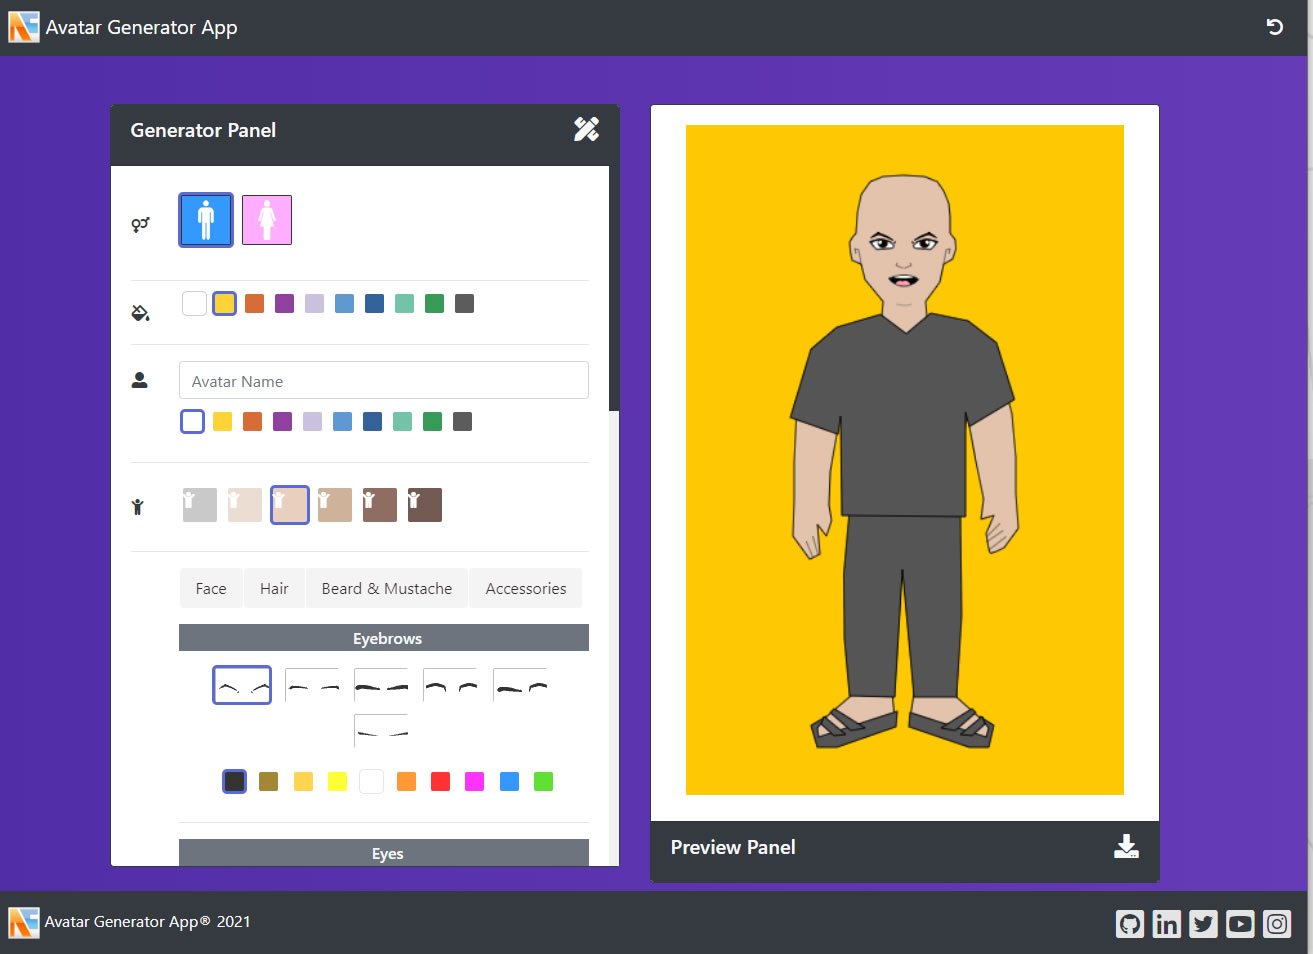 Avatar Generator App
Generator Panel
Avatar Name
Face
Hair
Beard & Mustache
Accessories
Eyebrows
Eyes
Preview Panel
Avatar Generator App® 2021